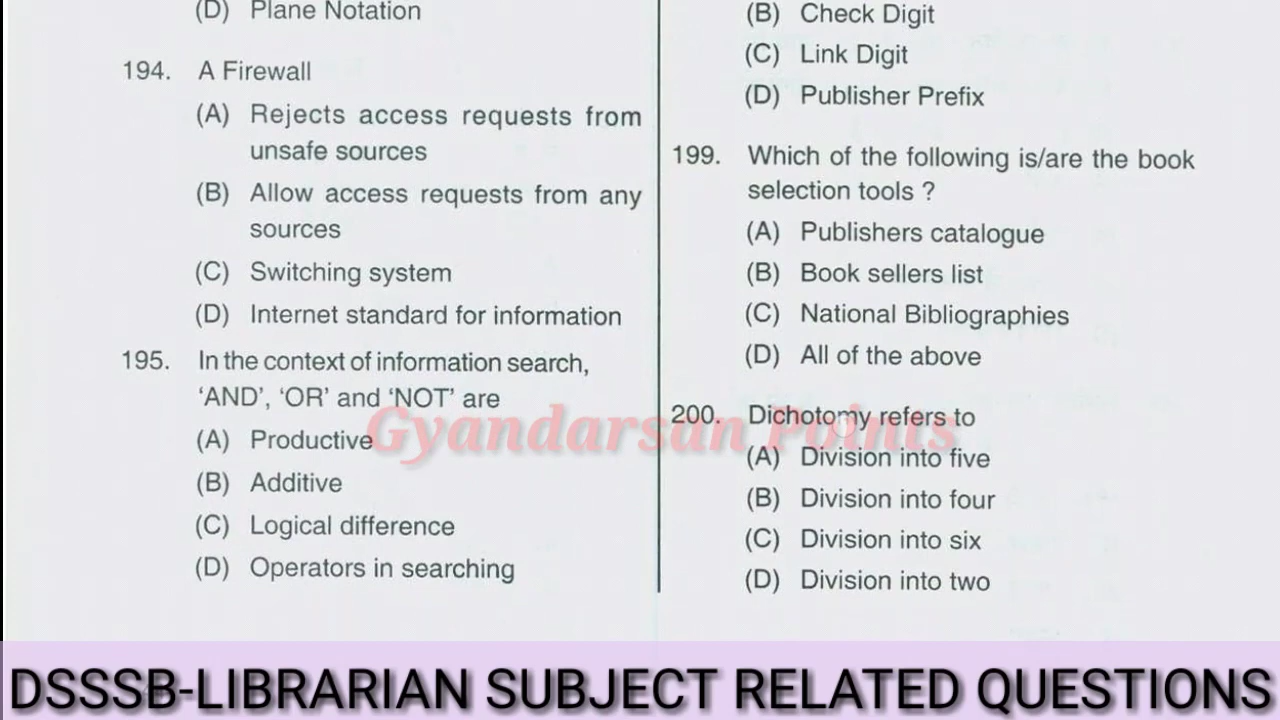 (D) Plane Notation
194. A Firewall
(A) Rejects access requests from
unsafe sources
(B) Allow access requests from any
sources
(C) Switching system
(D) Internet standard for information
195. In the context of information search,
‘AND’, ‘OR’ and ‘NOT’ are
(A) Productive
(B) Additive
(C) Logical difference
(D) Operators in searching
(B) Check Digit
(C) Link Digit
(D) Publisher Prefix
199. Which of the following is/are the book
selection tools ?
(A) Publishers catalogue
(B) Book sellers list
(C) National Bibliographies
(D) All of the above
200. Dichotomy refers to
(A) Division into five
(B) Division into four
(C) Division into six
(D) Division into two
Gyandarsan Points
DSSSB-LIBRARIAN SUBJECT RELATED QUESTIONS